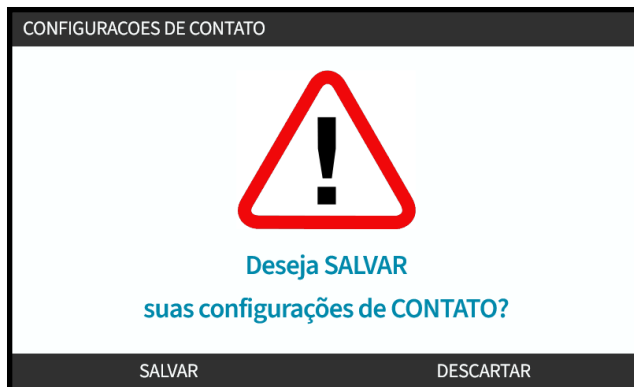 CONFIGURACOES DE CONTATO
Deseja SALVAR
suas configurações de CONTATO?
SALVAR DESCARTAR